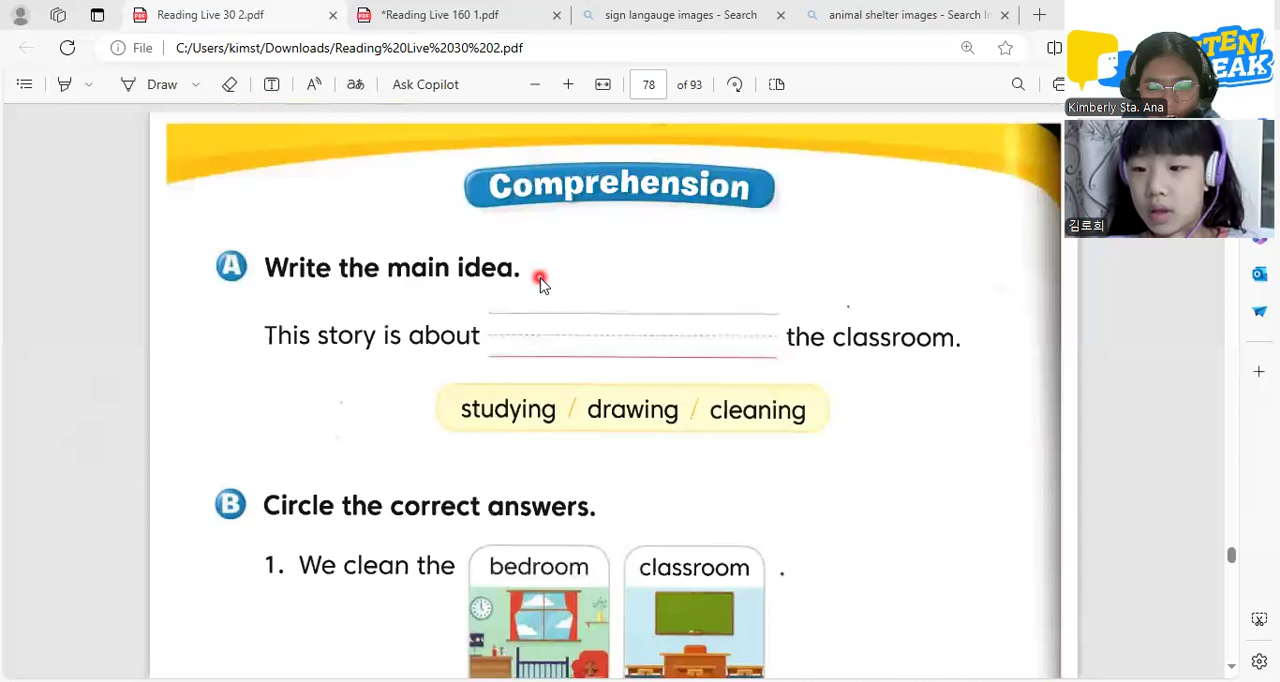 Reading Live 30 2.pdf
*Reading Live 160 1.pdf
sign langauge images - Search
animal shelter images - Search
File
C:/Users/kimst/Downloads/Reading%20Live%2030%202.pdf
Draw
Ask Copilot
78 of 93
Kimberly Sta. Ana
김로희
Comprehension
A Write the main idea.
This story is about the classroom.
studying / drawing / cleaning
B Circle the correct answers.
1. We clean the bedroom classroom .